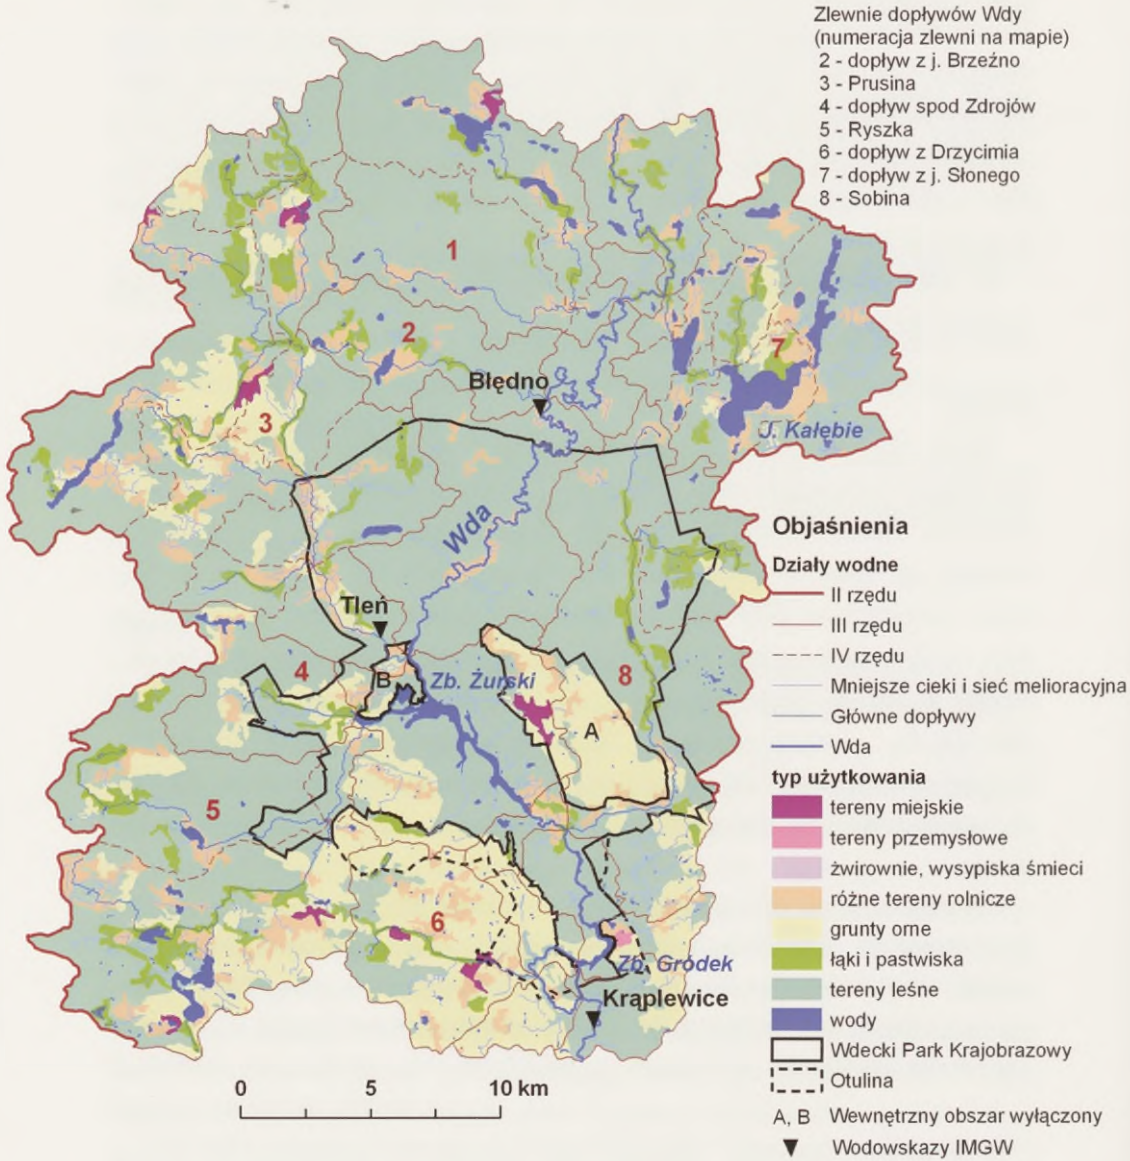 Zlewnie dopływów Wdy
(numeracja zlewni na mapie)
2 - dopływ z j. Brzeźno
3 - Prusina
4 - dopływ spod Zdrojów
5 - Ryszka
6 - dopływ z Drzycimia
7 - dopływ z j. Słonego
8 - Sobina
1
2
7
Błędno
3
J. Kałębie
Wda
Tleń
4
B
Zb. Żurski
8
A
5
6
Zb. Gródek
Krąplewice
0 5 10 km
Objaśnienia
Działy wodne
II rzędu
III rzędu
IV rzędu
Mniejsze cieki i sieć melioracyjna
Główne dopływy
Wda
typ użytkowania
tereny miejskie
tereny przemysłowe
żwirownie, wysypiska śmieci
różne tereny rolnicze
grunty orne
łąki i pastwiska
tereny leśne
wody
Wdecki Park Krajobrazowy
Otulina
A, B Wewnętrzny obszar wyłączony
Wodowskazy IMGW